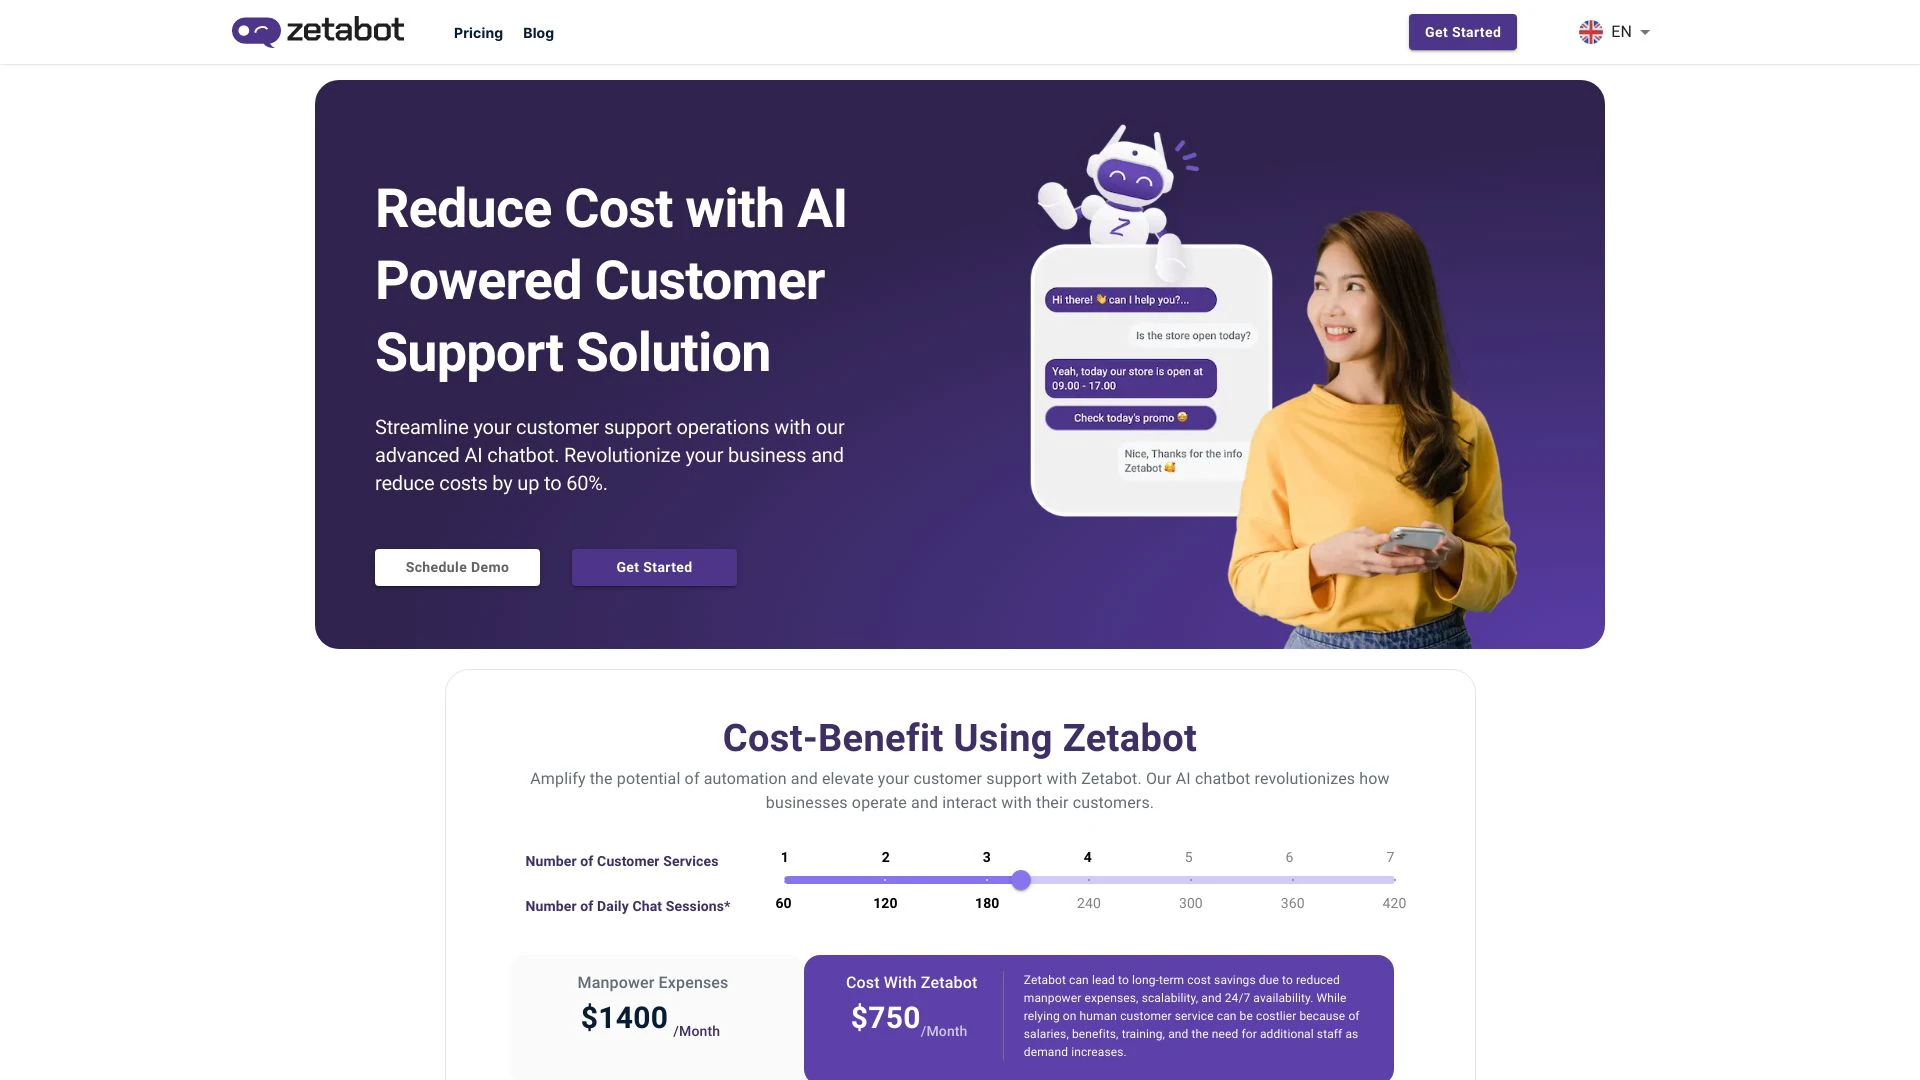 zetabot
Pricing
Blog
Get Started
EN
Reduce Cost with AI
Powered Customer
Support Solution
Streamline your customer support operations with our
advanced AI chatbot. Revolutionize your business and
reduce costs by up to 60%.
Schedule Demo
Get Started
Z
Hi there! 👋 can I help you?...
Is the store open today?
Yeah, today our store is open at
09.00 - 17.00
Check today's promo 🤩
Nice, Thanks for the info
Zetabot 🥰
Cost-Benefit Using Zetabot
Amplify the potential of automation and elevate your customer support with Zetabot. Our AI chatbot revolutionizes how
businesses operate and interact with their customers.
Number of Customer Services
1 2 3 4 5 6 7
Number of Daily Chat Sessions*
60 120 180 240 300 360 420
Manpower Expenses
$1400 /Month
Cost With Zetabot
$750 /Month
Zetabot can lead to long-term cost savings due to reduced
manpower expenses, scalability, and 24/7 availability. While
relying on human customer service can be costlier because of
salaries, benefits, training, and the need for additional staff as
demand increases.